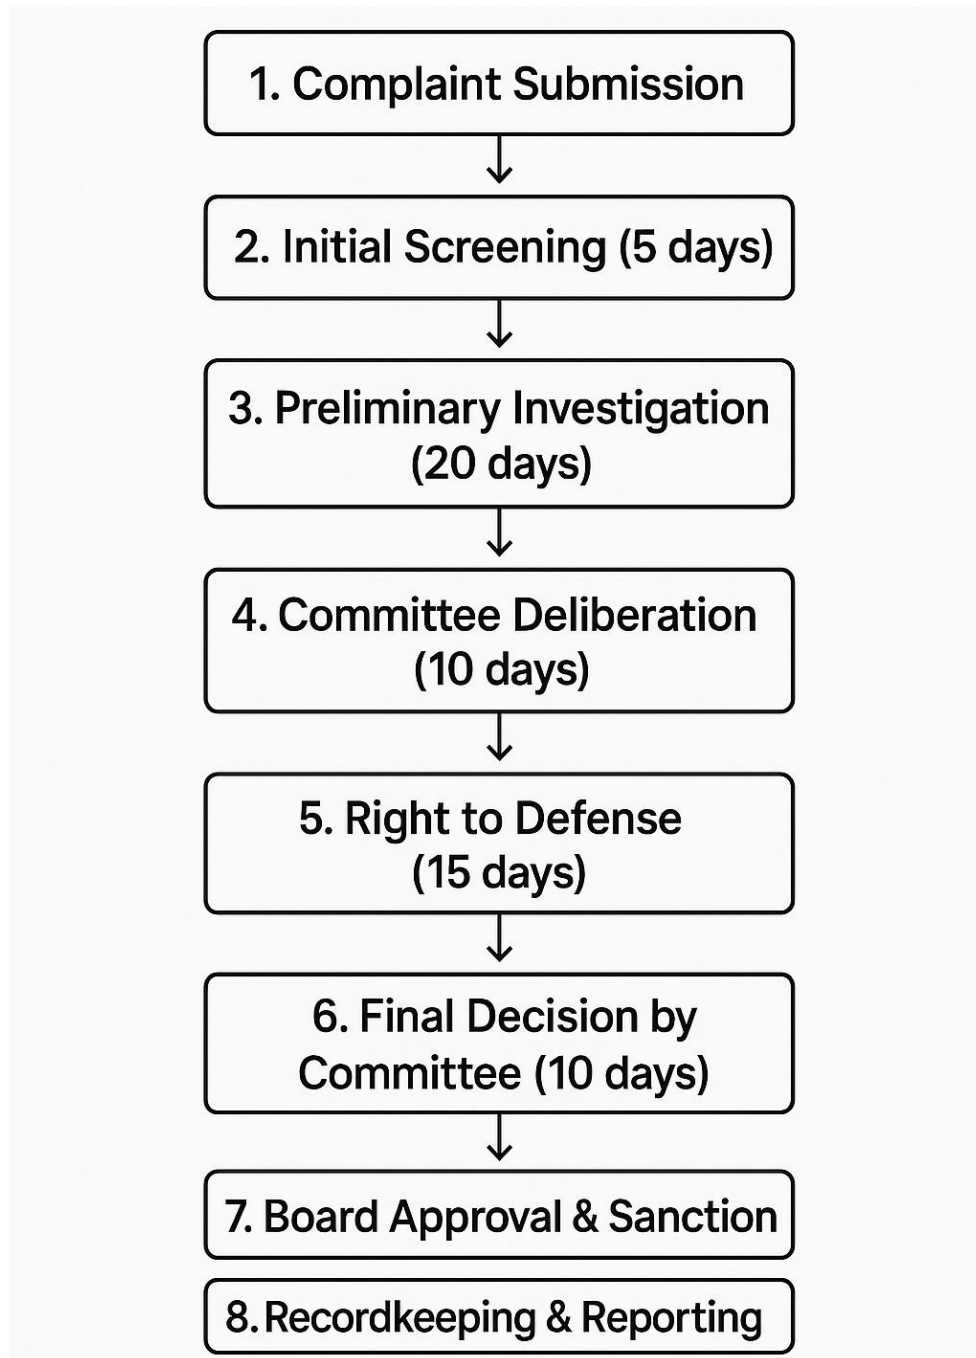 1. Complaint Submission
2. Initial Screening (5 days)
3. Preliminary Investigation
(20 days)
4. Committee Deliberation
(10 days)
5. Right to Defense
(15 days)
6. Final Decision by
Committee (10 days)
7. Board Approval & Sanction
8. Recordkeeping & Reporting